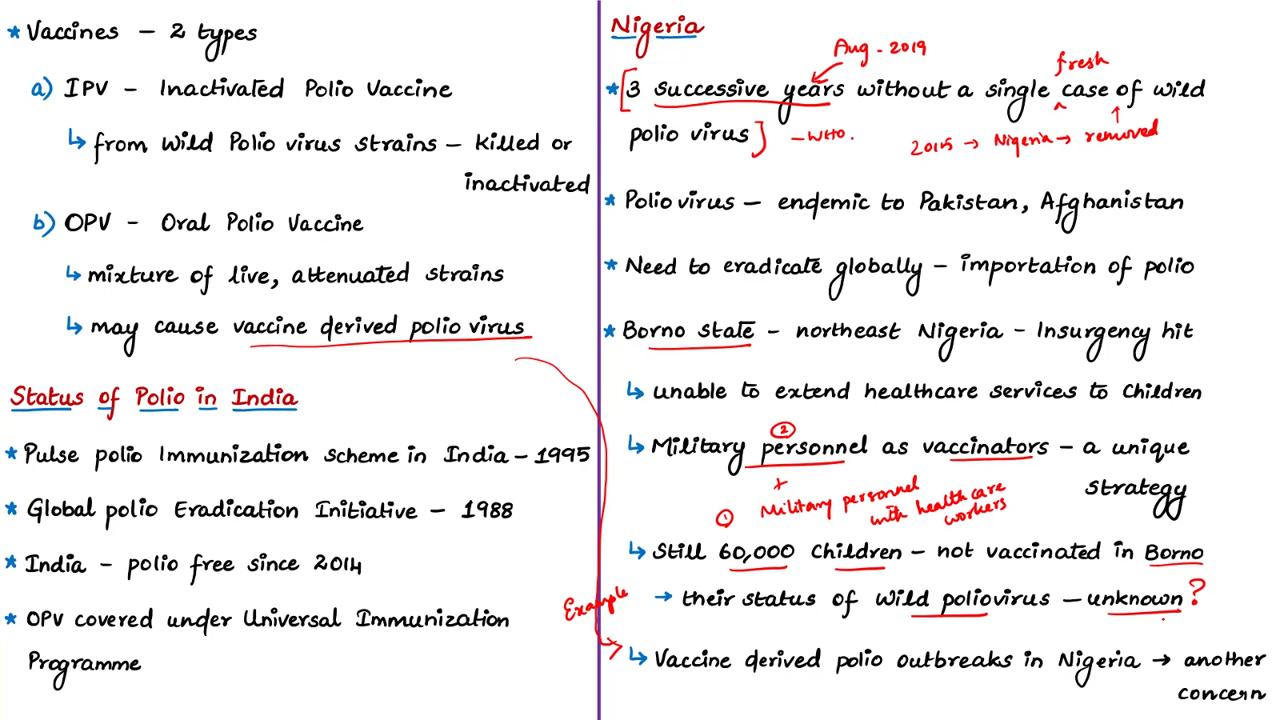 * Vaccines - 2 types
a) IPV - Inactivated Polio Vaccine
↳ from Wild Polio virus strains - killed or
inactivated
b) OPV - Oral Polio Vaccine
↳ mixture of live, attenuated strains
↳ may cause vaccine derived polio virus
Status of Polio in India
* Pulse polio Immunization scheme in India - 1995
* Global polio Eradication Initiative - 1988
* India - polio free since 2014
* OPV covered under Universal Immunization
Programme
Example
Nigeria
Aug - 2019
fresh
* [3 successive years without a single ^ case of wild
polio virus] - WHO.
2015 → Nigeria → removed
* Polio virus - endemic to Pakistan, Afghanistan
* Need to eradicate globally - importation of polio
* Borno state - northeast Nigeria - Insurgency hit
↳ unable to extend healthcare services to children
②
↳ Military personnel as vaccinators - a unique
strategy
+
① Military personnel
with healthcare
workers
↳ Still 60,000 children - not vaccinated in Borno
→ their status of wild poliovirus - unknown?
↳ Vaccine derived polio outbreaks in Nigeria → another
concern